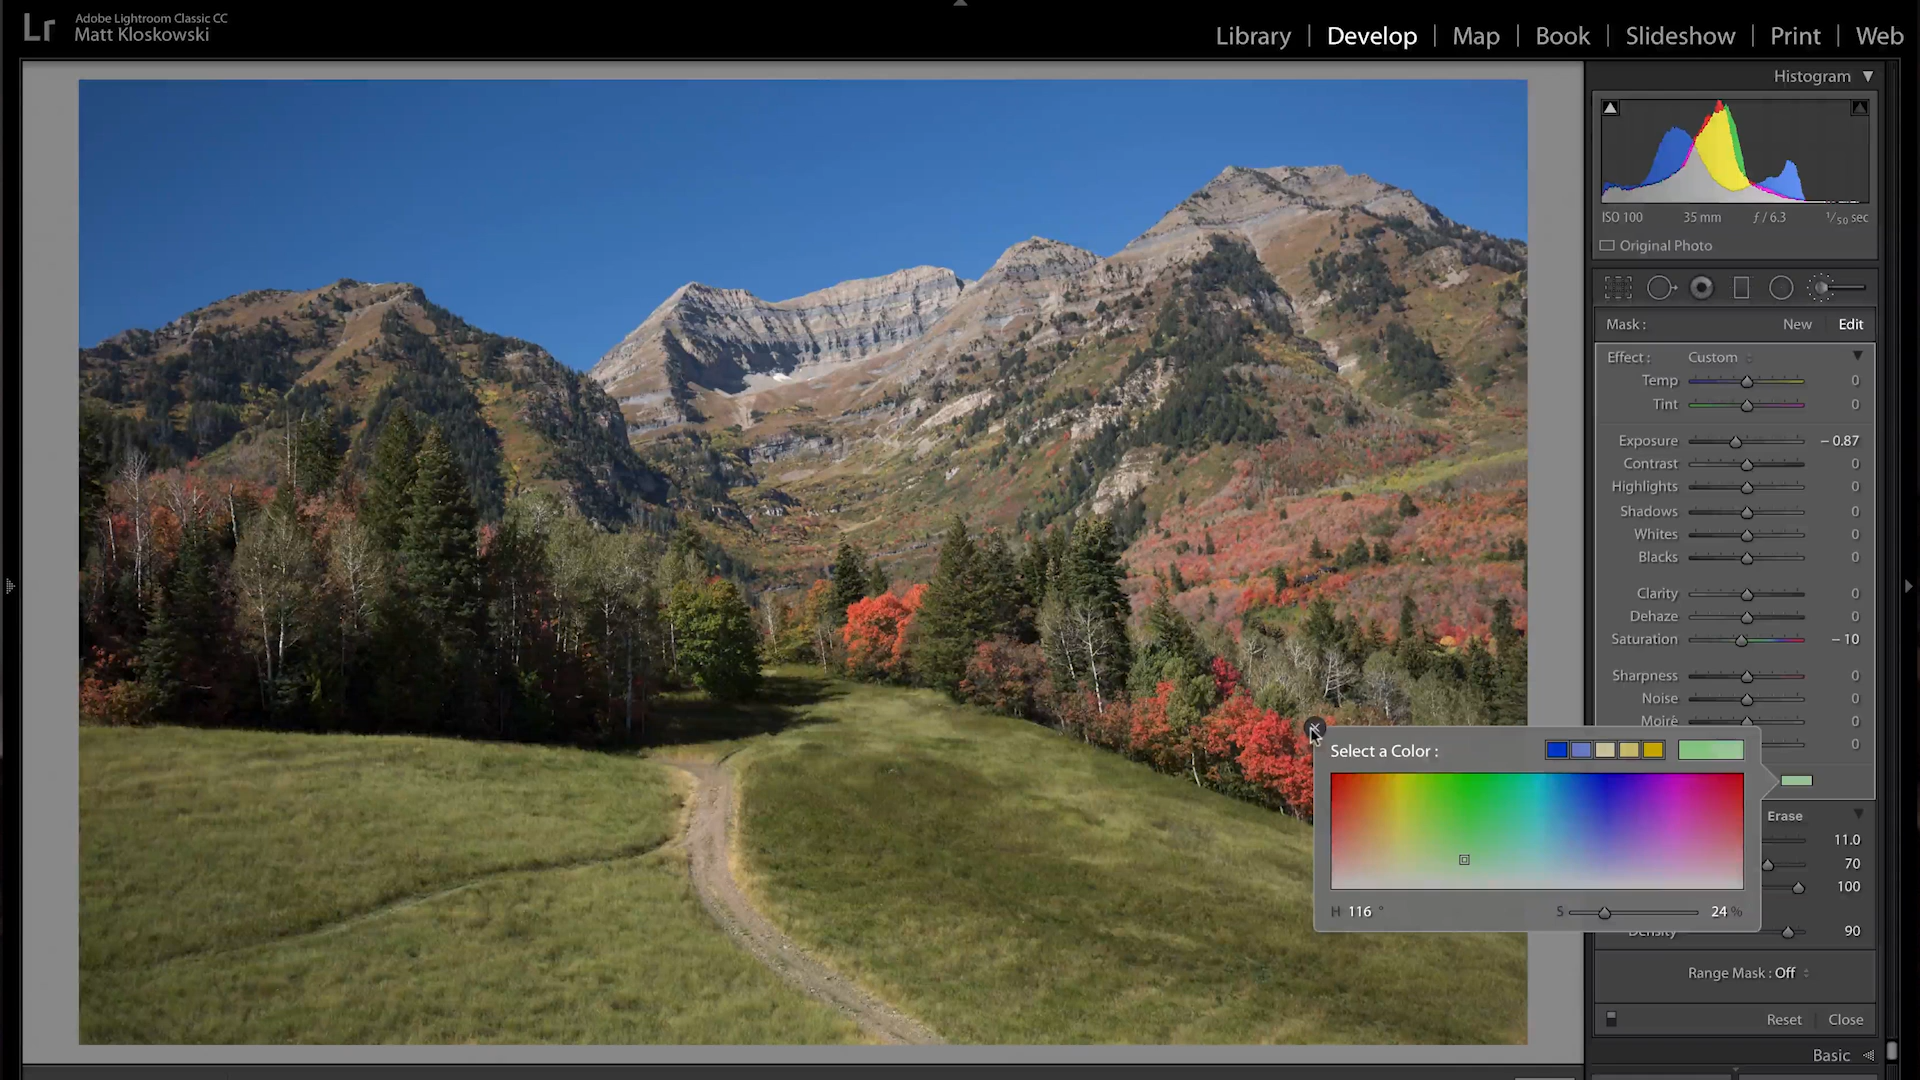 Lr
Adobe Lightroom Classic CC
Matt Kloskowski
Library | Develop | Map | Book | Slideshow | Print | Web
Histogram
ISO 100 35 mm ƒ / 6.3 1/50 sec
Original Photo
Mask : New Edit
Effect : Custom
Temp 0
Tint 0
Exposure – 0.87
Contrast 0
Highlights 0
Shadows 0
Whites 0
Blacks 0
Clarity 0
Dehaze 0
Saturation – 10
Sharpness 0
Noise 0
Moiré 0
0
Select a Color :
H 116 °
S 24 %
Erase
11.0
70
100
Density 90
Range Mask : Off
Reset Close
Basic